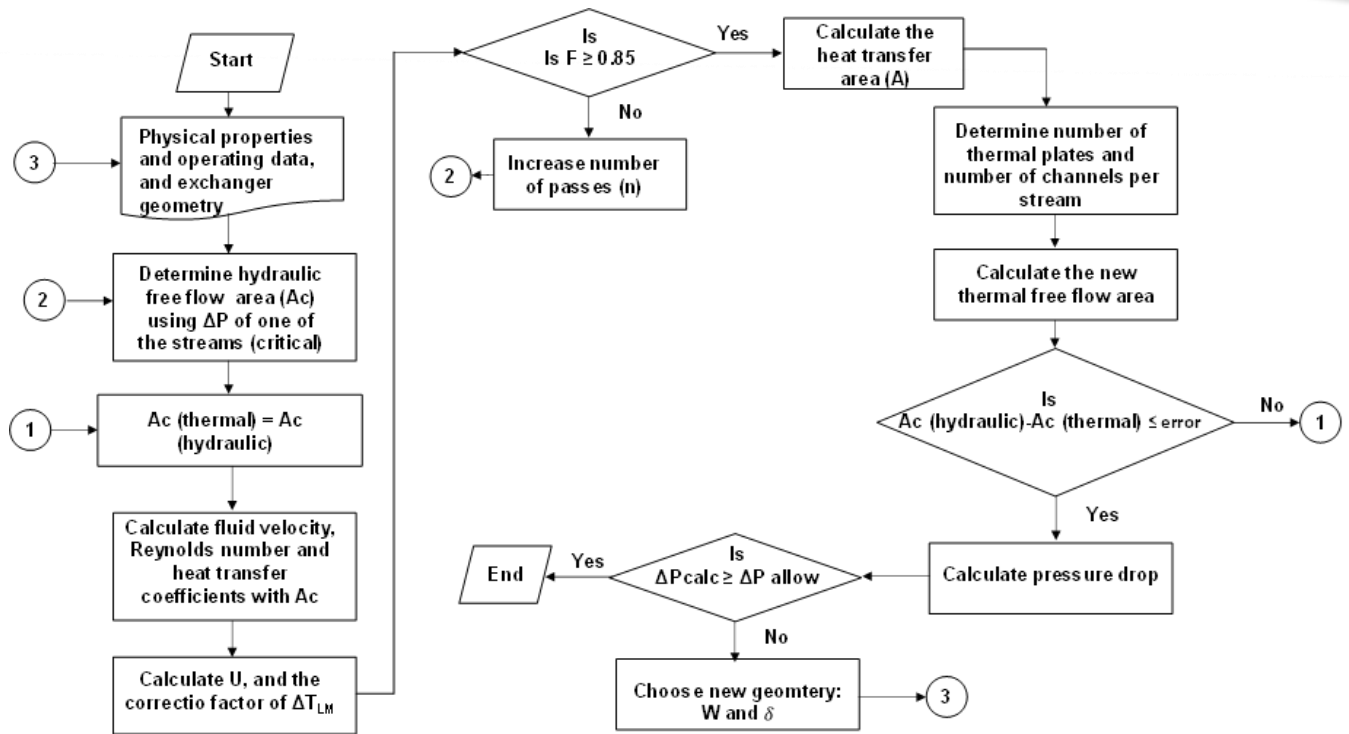 Start
3
Physical properties
and operating data,
and exchanger
geometry
2
Determine hydraulic
free flow area (Ac)
using ΔP of one of
the streams (critical)
1
Ac (thermal) = Ac
(hydraulic)
Calculate fluid velocity,
Reynolds number and
heat transfer
coefficients with Ac
Calculate U, and the
correctio factor of ΔTLM
Is
Is F ≥ 0.85
Yes
No
Increase number
of passes (n)
2
Calculate the
heat transfer
area (A)
Determine number of
thermal plates and
number of channels per
stream
Calculate the new
thermal free flow area
Is
Ac (hydraulic)-Ac (thermal) ≤ error
No
1
Yes
Calculate pressure drop
Is
ΔPcalc ≥ ΔP allow
Yes
End
No
Choose new geomtery:
W and δ
3